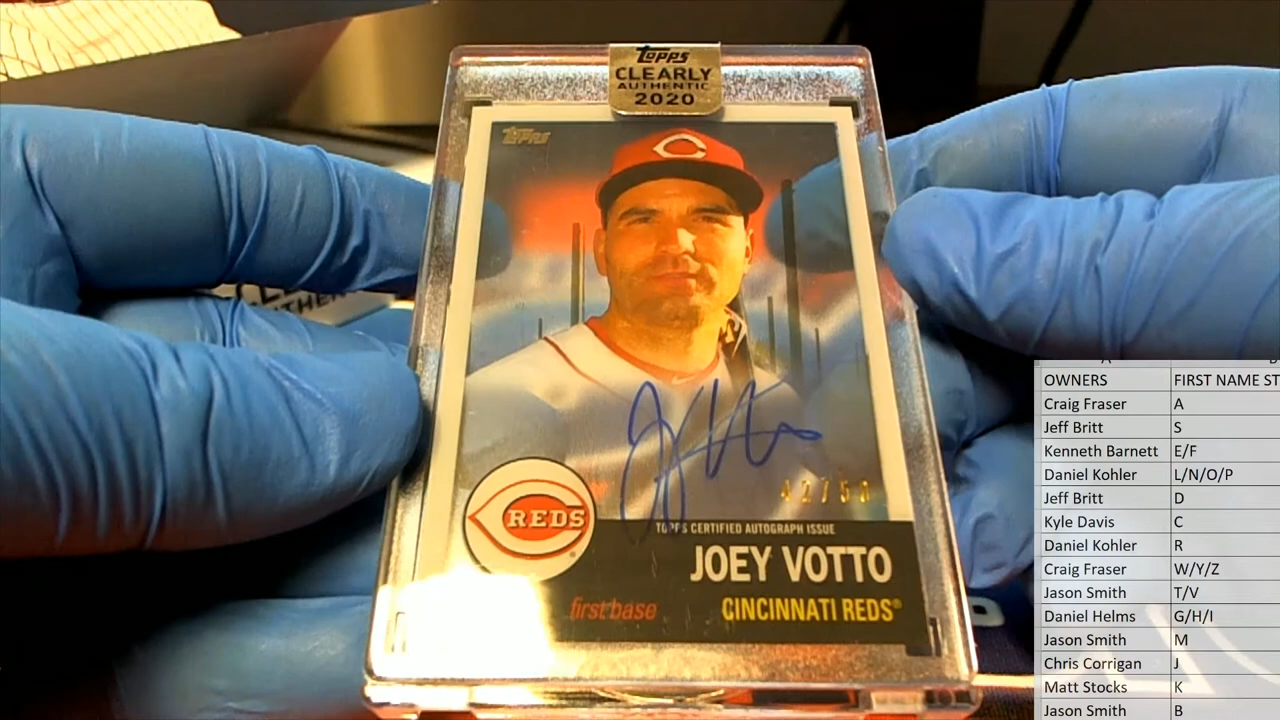 Topps
CLEARLY
AUTHENTIC
2020
Topps
REDS
42/50
TOPPS CERTIFIED AUTOGRAPH ISSUE
JOEY VOTTO
first base
CINCINNATI REDS®
OWNERS FIRST NAME ST
Craig Fraser A
Jeff Britt S
Kenneth Barnett E/F
Daniel Kohler L/N/O/P
Jeff Britt D
Kyle Davis C
Daniel Kohler R
Craig Fraser W/Y/Z
Jason Smith T/V
Daniel Helms G/H/I
Jason Smith M
Chris Corrigan J
Matt Stocks K
Jason Smith B